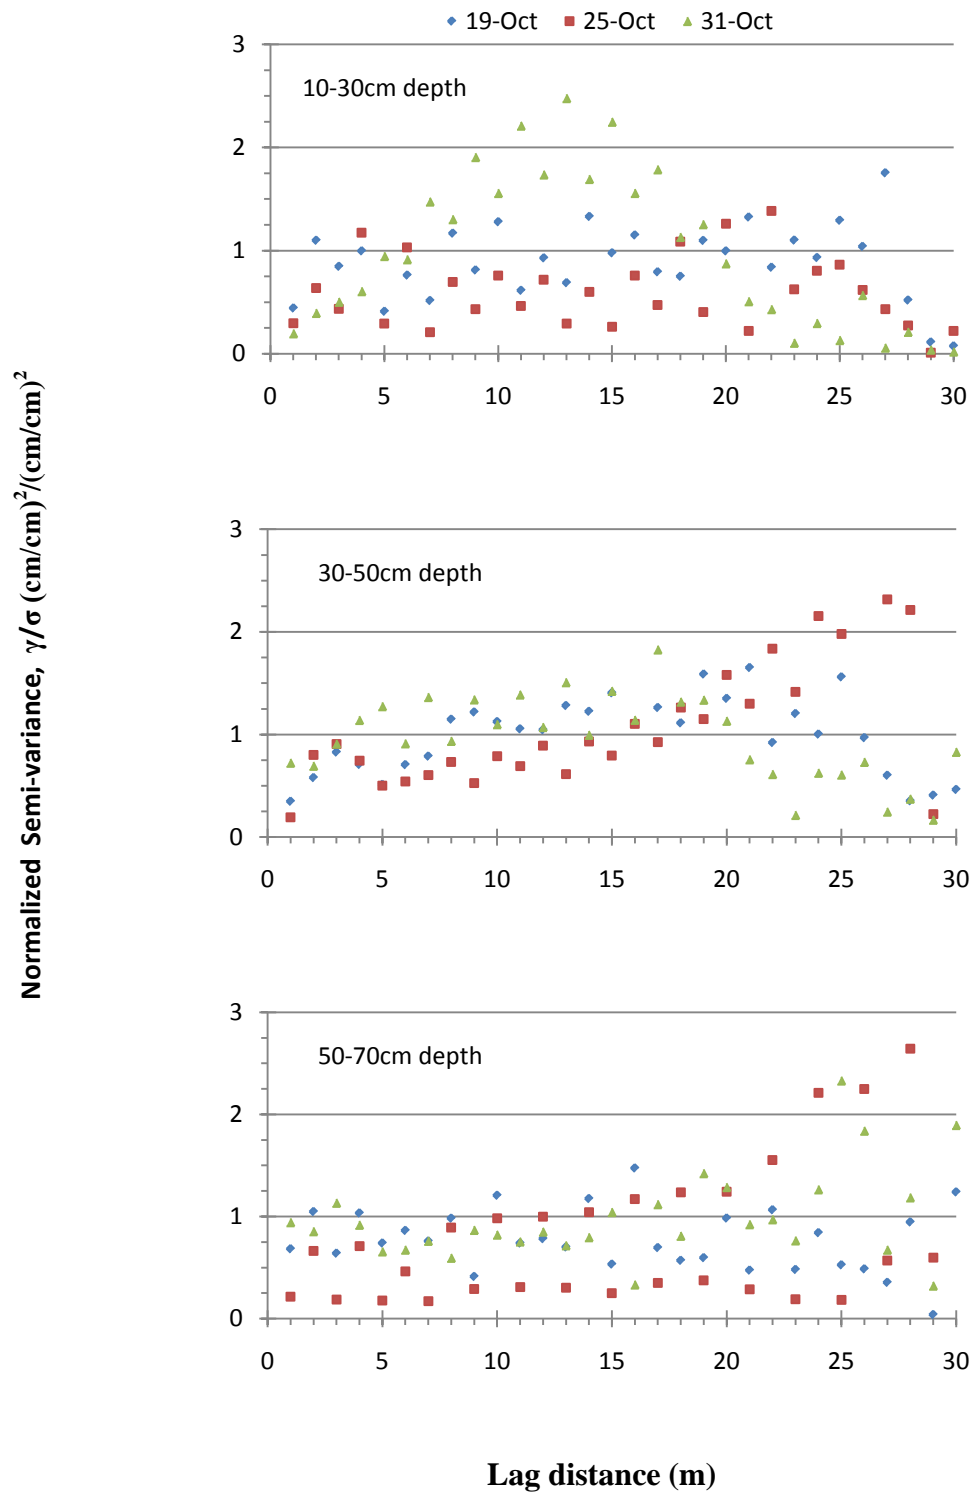 19-Oct 25-Oct 31-Oct
3
10-30cm depth
2
1
0
0 5 10 15 20 25 30
Normalized Semi-variance, γ/σ (cm/cm)²/(cm/cm)²
3
30-50cm depth
2
1
0
0 5 10 15 20 25 30
3
50-70cm depth
2
1
0
0 5 10 15 20 25 30
Lag distance (m)